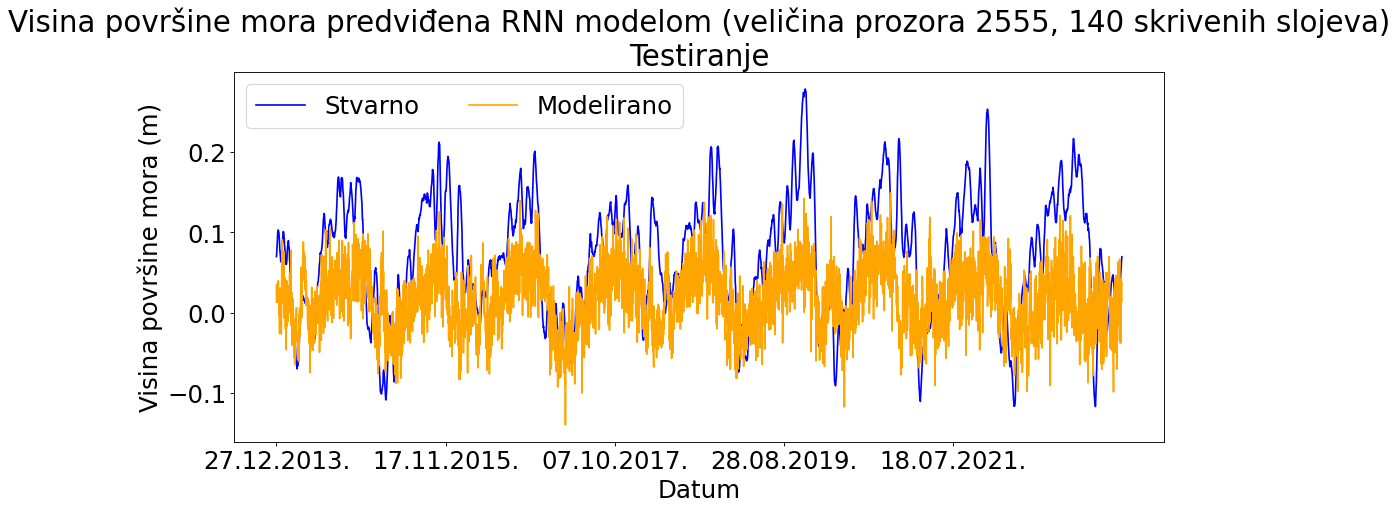 Visina površine mora predviđena RNN modelom (veličina prozora 2555, 140 skrivenih slojeva)
Testiranje
Stvarno Modelirano
Visina površine mora (m)
0.2
0.1
0.0
−0.1
27.12.2013. 17.11.2015. 07.10.2017. 28.08.2019. 18.07.2021.
Datum